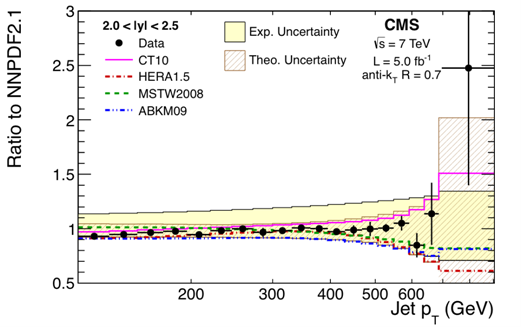 Ratio to NNPDF2.1
3
2.5
2
1.5
1
0.5
2.0 < |y| < 2.5
Data
CT10
HERA1.5
MSTW2008
ABKM09
Exp. Uncertainty
Theo. Uncertainty
CMS
√s = 7 TeV
L = 5.0 fb⁻¹
anti-k_T R = 0.7
200 300 400 500 600
Jet p_T (GeV)